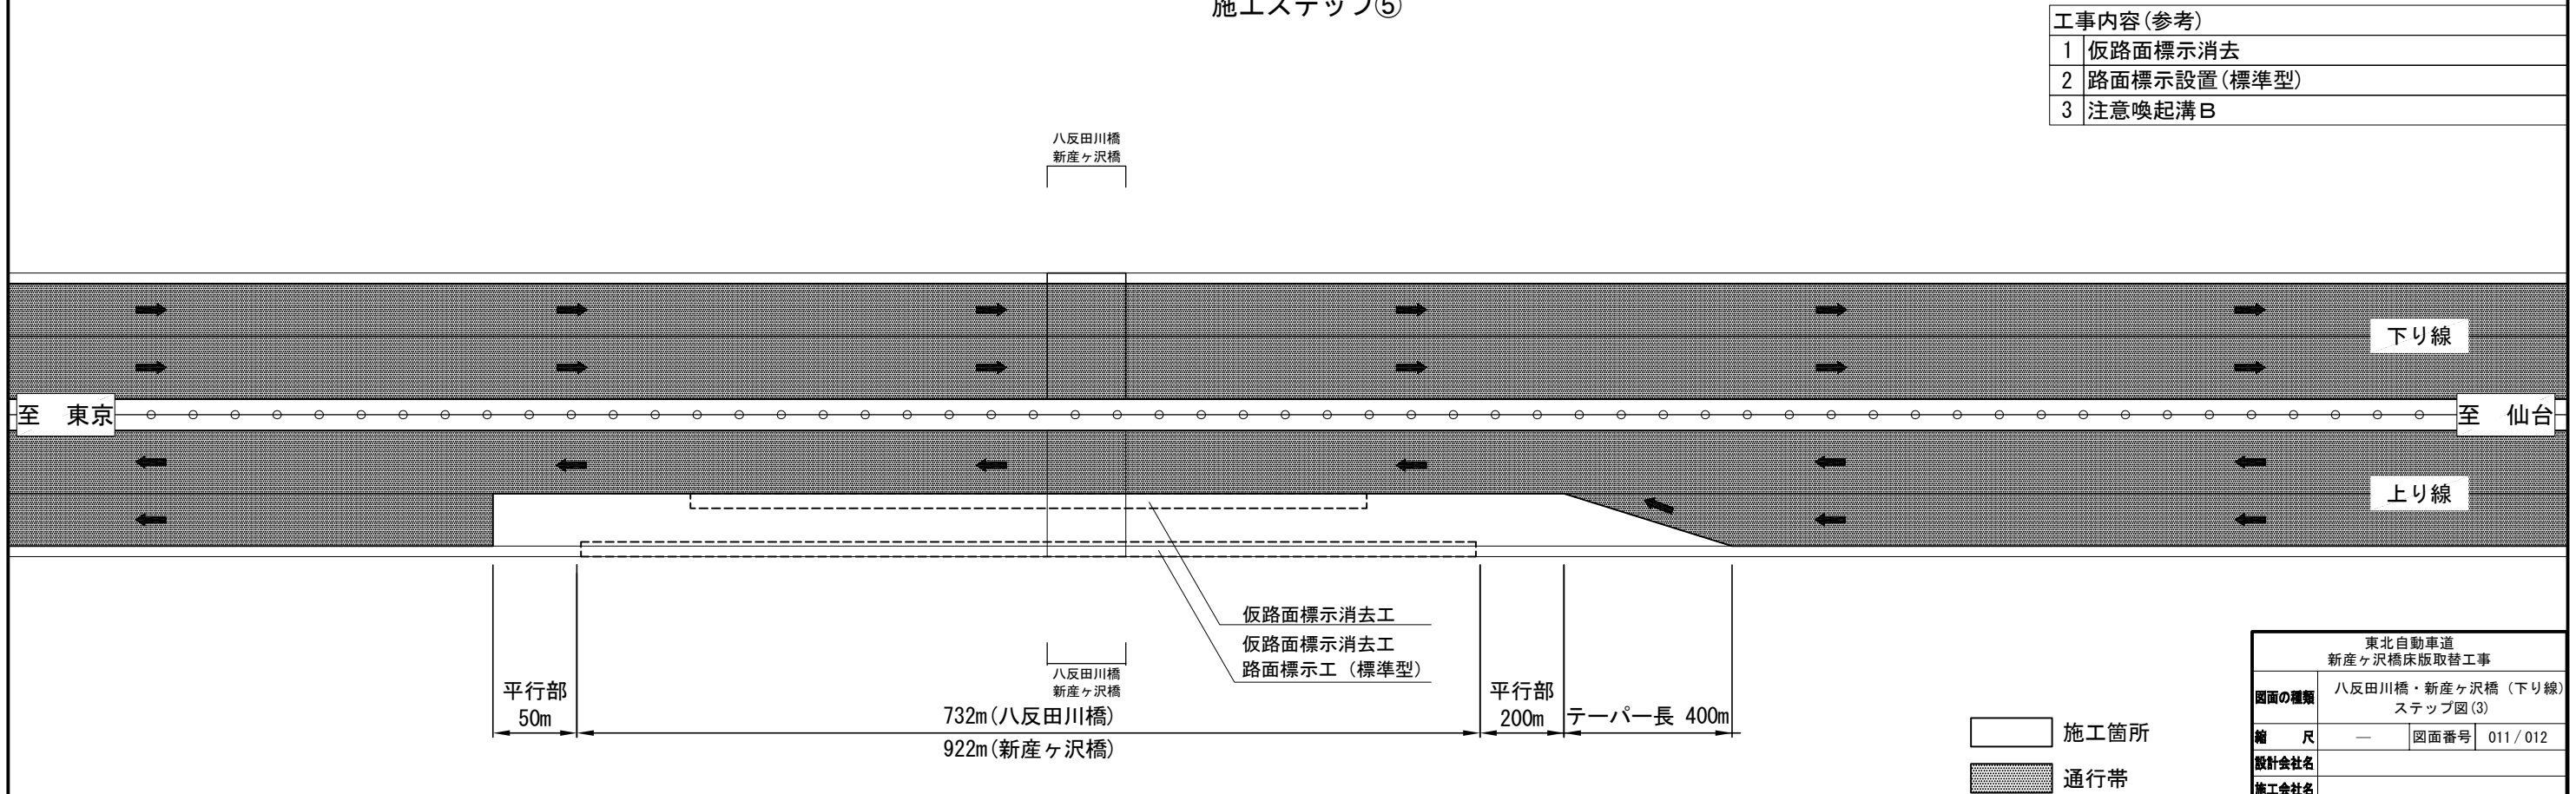 施工ステップ⑤
工事内容(参考)
1 仮路面標示消去
2 路面標示設置(標準型)
3 注意喚起溝B
八反田川橋
新産ヶ沢橋
下り線
至 東京
至 仙台
上り線
仮路面標示消去工
仮路面標示消去工
路面標示工 (標準型)
八反田川橋
新産ヶ沢橋
平行部
50m
732m(八反田川橋)
922m(新産ヶ沢橋)
平行部
200m
テーパー長 400m
施工箇所
通行帯
東北自動車道
新産ヶ沢橋床版取替工事
図面の種類 八反田川橋・新産ヶ沢橋 (下り線)
ステップ図(3)
縮 尺 — 図面番号 011/012
設計会社名
施工会社名